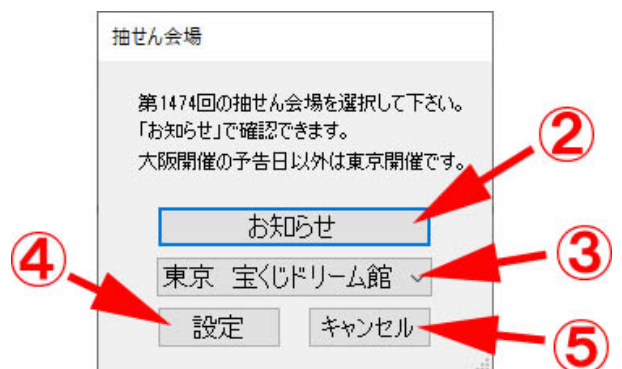 抽せん会場
第1474回の抽せん会場を選択して下さい。
「お知らせ」で確認できます。
大阪開催の予告日以外は東京開催です。
②
お知らせ
③
東京 宝くじドリーム館
④
設定 キャンセル
⑤